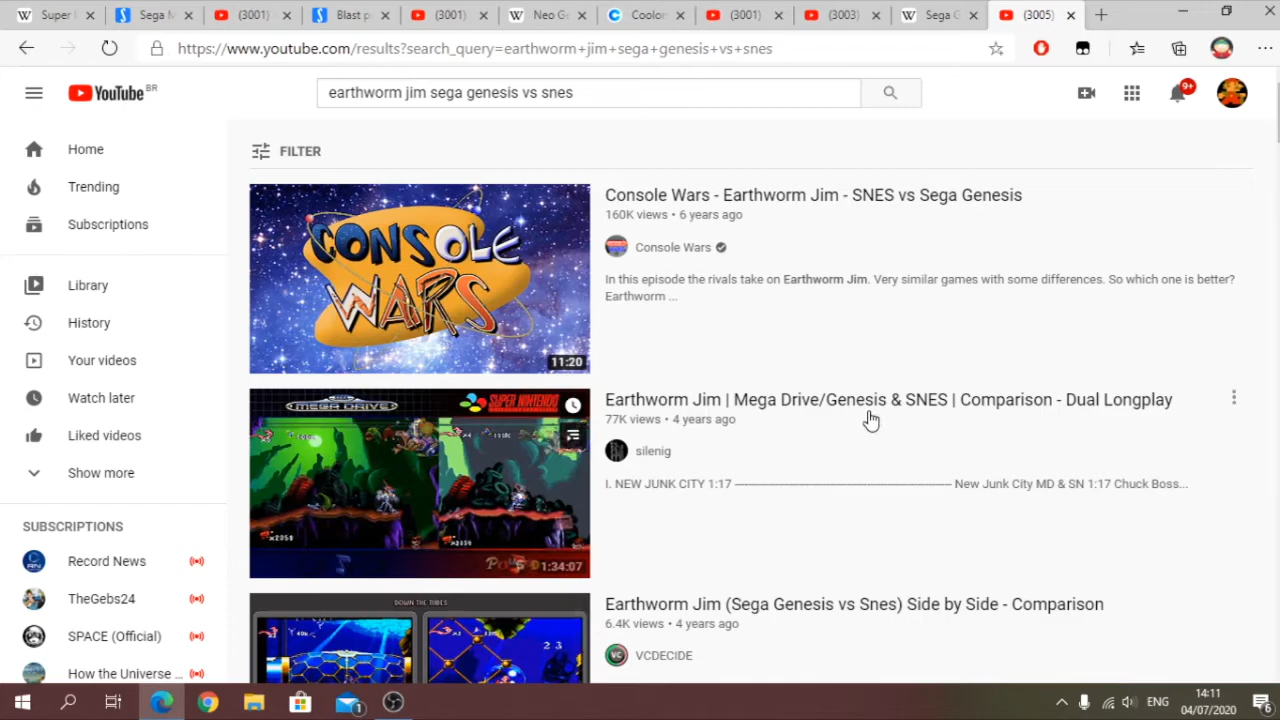 Super
Sega M
(3001)
Blast p
(3001)
Neo Ge
Coolor
(3001)
(3003)
Sega G
(3005)
https://www.youtube.com/results?search_query=earthworm+jim+sega+genesis+vs+snes
YouTube BR
earthworm jim sega genesis vs snes
9+
Home
Trending
Subscriptions
Library
History
Your videos
Watch later
Liked videos
Show more
SUBSCRIPTIONS
Record News
TheGebs24
SPACE (Official)
How the Universe ...
FILTER
CONSOLE
WARS
11:20
Console Wars - Earthworm Jim - SNES vs Sega Genesis
160K views • 6 years ago
Console Wars
In this episode the rivals take on Earthworm Jim. Very similar games with some differences. So which one is better?
Earthworm ...
MEGA DRIVE
SUPER NINTENDO
1:34:07
Earthworm Jim | Mega Drive/Genesis & SNES | Comparison - Dual Longplay
77K views • 4 years ago
silenig
I. NEW JUNK CITY 1:17 ------------------------------------------------------- New Junk City MD & SN 1:17 Chuck Boss...
DOWN THE TUBES
Earthworm Jim (Sega Genesis vs Snes) Side by Side - Comparison
6.4K views • 4 years ago
VC
VCDECIDE
1
ENG
14:11
04/07/2020
6